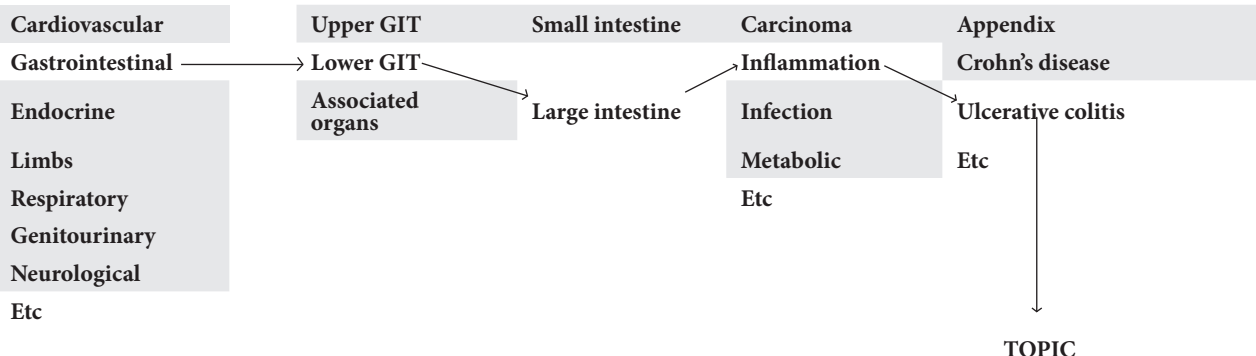 Cardiovascular Upper GIT Small intestine Carcinoma Appendix
Gastrointestinal Lower GIT Inflammation Crohn’s disease
Endocrine Associated organs Large intestine Infection Ulcerative colitis
Limbs Metabolic Etc
Respiratory Etc
Genitourinary
Neurological
Etc
TOPIC